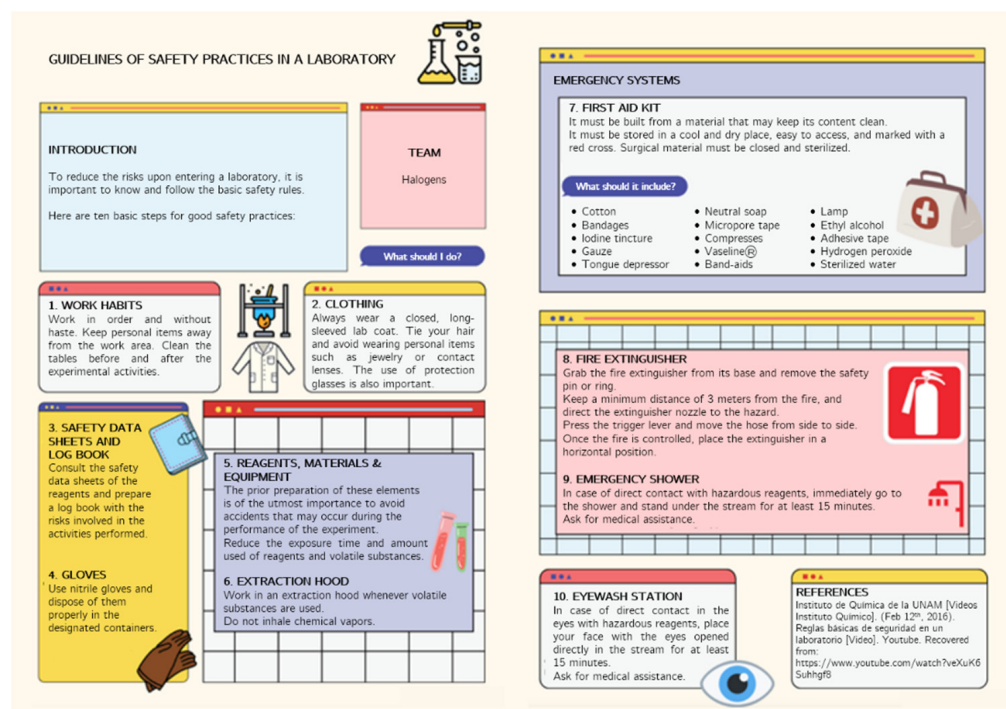 GUIDELINES OF SAFETY PRACTICES IN A LABORATORY
INTRODUCTION
To reduce the risks upon entering a laboratory, it is
important to know and follow the basic safety rules.
Here are ten basic steps for good safety practices:
TEAM
Halogens
What should I do?
1. WORK HABITS
Work in order and without
haste. Keep personal items away
from the work area. Clean the
tables before and after the
experimental activities.
2. CLOTHING
Always wear a closed, long-
sleeved lab coat. Tie your hair
and avoid wearing personal items
such as jewelry or contact
lenses. The use of protection
glasses is also important.
3. SAFETY DATA
SHEETS AND
LOG BOOK
Consult the safety
data sheets of the
reagents and prepare
a log book with the
risks involved in the
activities performed.
4. GLOVES
Use nitrile gloves and
dispose of them
properly in the
designated containers.
5. REAGENTS, MATERIALS &
EQUIPMENT
The prior preparation of these elements
is of the utmost importance to avoid
accidents that may occur during the
performance of the experiment.
Reduce the exposure time and amount
used of reagents and volatile substances.
6. EXTRACTION HOOD
Work in an extraction hood whenever volatile
substances are used.
Do not inhale chemical vapors.
EMERGENCY SYSTEMS
7. FIRST AID KIT
It must be built from a material that may keep its content clean.
It must be stored in a cool and dry place, easy to access, and marked with a
red cross. Surgical material must be closed and sterilized.
What should it include?
• Cotton
• Bandages
• Iodine tincture
• Gauze
• Tongue depressor
• Neutral soap
• Micropore tape
• Compresses
• Vaseline®
• Band-aids
• Lamp
• Ethyl alcohol
• Adhesive tape
• Hydrogen peroxide
• Sterilized water
8. FIRE EXTINGUISHER
Grab the fire extinguisher from its base and remove the safety
pin or ring.
Keep a minimum distance of 3 meters from the fire, and
direct the extinguisher nozzle to the hazard.
Press the trigger lever and move the hose from side to side.
Once the fire is controlled, place the extinguisher in a
horizontal position.
9. EMERGENCY SHOWER
In case of direct contact with hazardous reagents, immediately go to
the shower and stand under the stream for at least 15 minutes.
Ask for medical assistance.
10. EYEWASH STATION
In case of direct contact in the
eyes with hazardous reagents, place
your face with the eyes opened
directly in the stream for at least
15 minutes.
Ask for medical assistance.
REFERENCES
Instituto de Química de la UNAM [Videos
Instituto Químico]. (Feb 12th, 2016).
Reglas básicas de seguridad en un
laboratorio [Video]. Youtube. Recovered
from:
https://www.youtube.com/watch?veXuK6
Suhhgf8